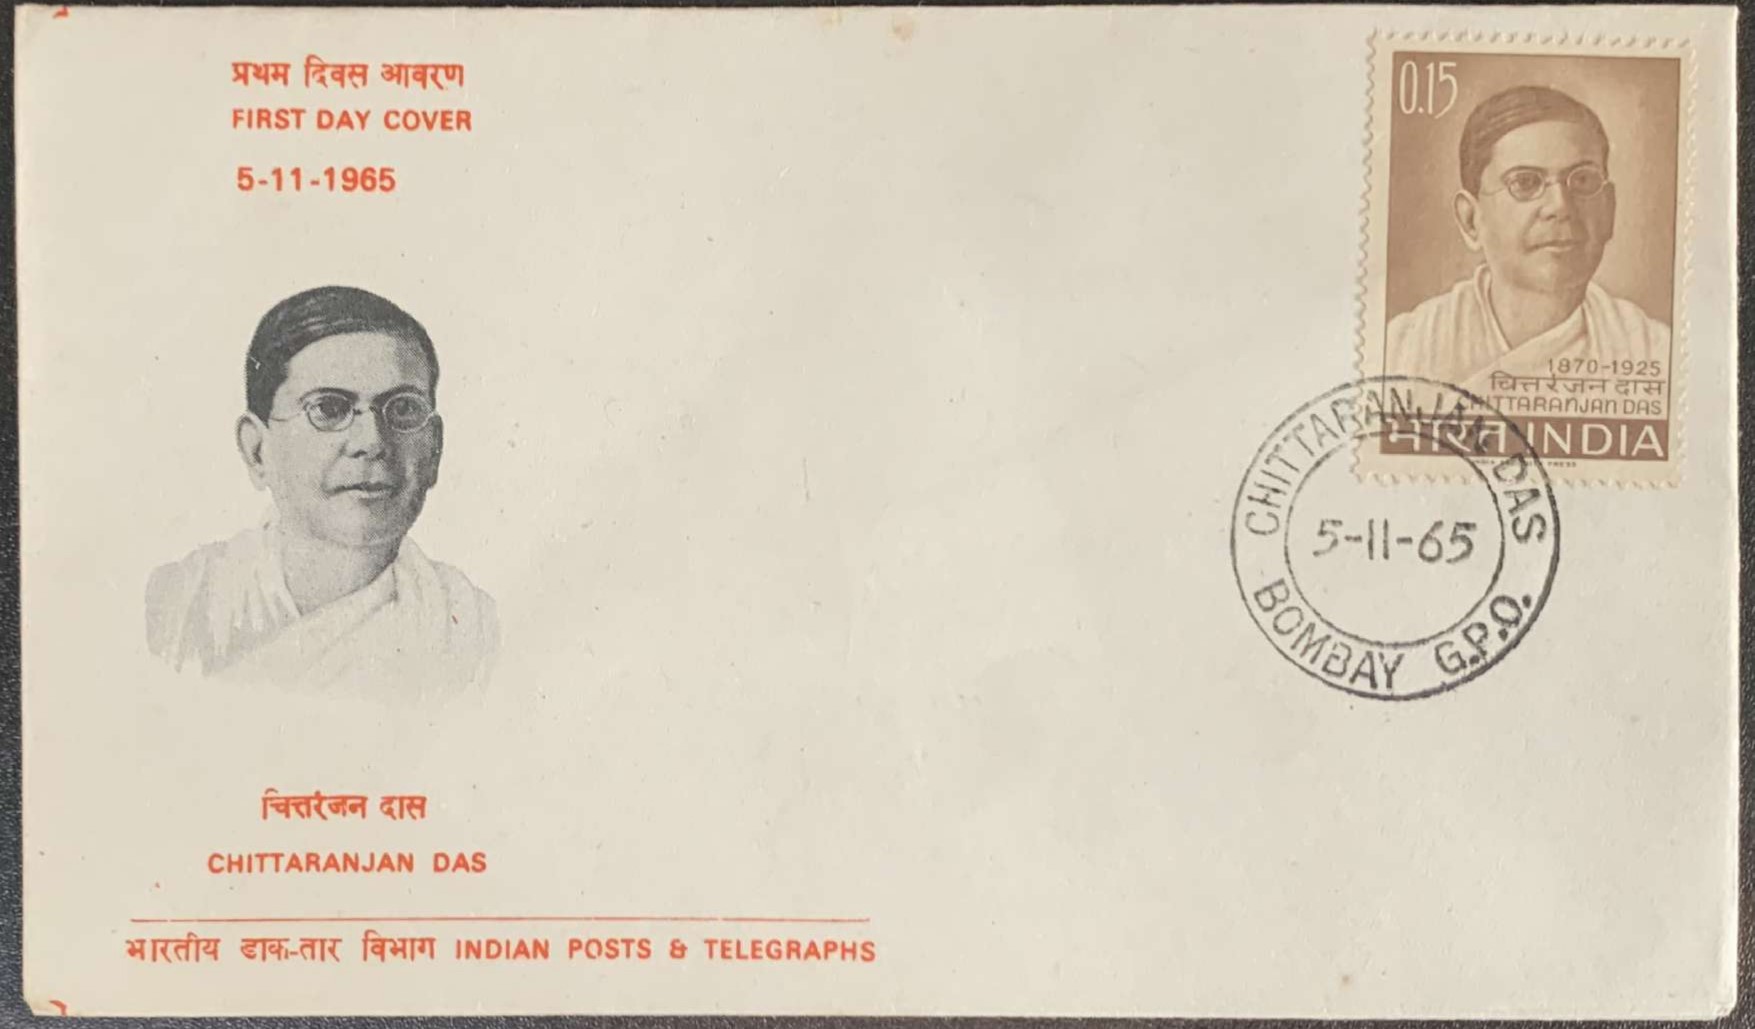 प्रथम दिवस आवरण
FIRST DAY COVER
5-11-1965
0.15
1870-1925
चित्तरंजन दास
CHITTARANJAN DAS
भारत INDIA
CHITTARANJAN DAS
5-11-65
BOMBAY G.P.O.
चित्तरंजन दास
CHITTARANJAN DAS
भारतीय डाक-तार विभाग INDIAN POSTS & TELEGRAPHS